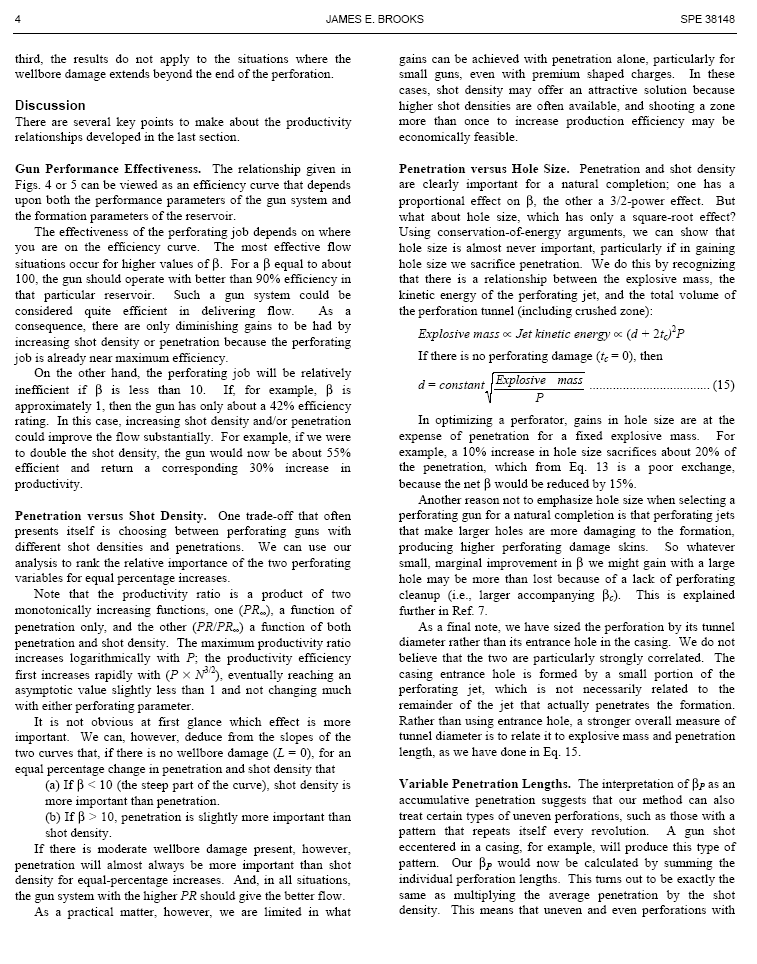 4
JAMES E. BROOKS
SPE 38148
third, the results do not apply to the situations where the
wellbore damage extends beyond the end of the perforation.
Discussion
There are several key points to make about the productivity
relationships developed in the last section.
Gun Performance Effectiveness. The relationship given in
Figs. 4 or 5 can be viewed as an efficiency curve that depends
upon both the performance parameters of the gun system and
the formation parameters of the reservoir.
The effectiveness of the perforating job depends on where
you are on the efficiency curve. The most effective flow
situations occur for higher values of β. For a β equal to about
100, the gun should operate with better than 90% efficiency in
that particular reservoir. Such a gun system could be
considered quite efficient in delivering flow. As a
consequence, there are only diminishing gains to be had by
increasing shot density or penetration because the perforating
job is already near maximum efficiency.
On the other hand, the perforating job will be relatively
inefficient if β is less than 10. If, for example, β is
approximately 1, then the gun has only about a 42% efficiency
rating. In this case, increasing shot density and/or penetration
could improve the flow substantially. For example, if we were
to double the shot density, the gun would now be about 55%
efficient and return a corresponding 30% increase in
productivity.
Penetration versus Shot Density. One trade-off that often
presents itself is choosing between perforating guns with
different shot densities and penetrations. We can use our
analysis to rank the relative importance of the two perforating
variables for equal percentage increases.
Note that the productivity ratio is a product of two
monotonically increasing functions, one (PR∞), a function of
penetration only, and the other (PR/PR∞) a function of both
penetration and shot density. The maximum productivity ratio
increases logarithmically with P; the productivity efficiency
first increases rapidly with (P × N^3/2), eventually reaching an
asymptotic value slightly less than 1 and not changing much
with either perforating parameter.
It is not obvious at first glance which effect is more
important. We can, however, deduce from the slopes of the
two curves that, if there is no wellbore damage (L = 0), for an
equal percentage change in penetration and shot density that
(a) If β < 10 (the steep part of the curve), shot density is
more important than penetration.
(b) If β > 10, penetration is slightly more important than
shot density.
If there is moderate wellbore damage present, however,
penetration will almost always be more important than shot
density for equal-percentage increases. And, in all situations,
the gun system with the higher PR should give the better flow.
As a practical matter, however, we are limited in what
gains can be achieved with penetration alone, particularly for
small guns, even with premium shaped charges. In these
cases, shot density may offer an attractive solution because
higher shot densities are often available, and shooting a zone
more than once to increase production efficiency may be
economically feasible.
Penetration versus Hole Size. Penetration and shot density
are clearly important for a natural completion; one has a
proportional effect on β, the other a 3/2-power effect. But
what about hole size, which has only a square-root effect?
Using conservation-of-energy arguments, we can show that
hole size is almost never important, particularly if in gaining
hole size we sacrifice penetration. We do this by recognizing
that there is a relationship between the explosive mass, the
kinetic energy of the perforating jet, and the total volume of
the perforation tunnel (including crushed zone):
Explosive mass ∝ Jet kinetic energy ∝ (d + 2tc)²P
If there is no perforating damage (tc = 0), then
d = constant √(Explosive mass / P) ...................................... (15)
In optimizing a perforator, gains in hole size are at the
expense of penetration for a fixed explosive mass. For
example, a 10% increase in hole size sacrifices about 20% of
the penetration, which from Eq. 13 is a poor exchange,
because the net β would be reduced by 15%.
Another reason not to emphasize hole size when selecting a
perforating gun for a natural completion is that perforating jets
that make larger holes are more damaging to the formation,
producing higher perforating damage skins. So whatever
small, marginal improvement in β we might gain with a large
hole may be more than lost because of a lack of perforating
cleanup (i.e., larger accompanying βc). This is explained
further in Ref. 7.
As a final note, we have sized the perforation by its tunnel
diameter rather than its entrance hole in the casing. We do not
believe that the two are particularly strongly correlated. The
casing entrance hole is formed by a small portion of the
perforating jet, which is not necessarily related to the
remainder of the jet that actually penetrates the formation.
Rather than using entrance hole, a stronger overall measure of
tunnel diameter is to relate it to explosive mass and penetration
length, as we have done in Eq. 15.
Variable Penetration Lengths. The interpretation of βP as an
accumulative penetration suggests that our method can also
treat certain types of uneven perforations, such as those with a
pattern that repeats itself every revolution. A gun shot
eccentered in a casing, for example, will produce this type of
pattern. Our βP would now be calculated by summing the
individual perforation lengths. This turns out to be exactly the
same as multiplying the average penetration by the shot
density. This means that uneven and even perforations with